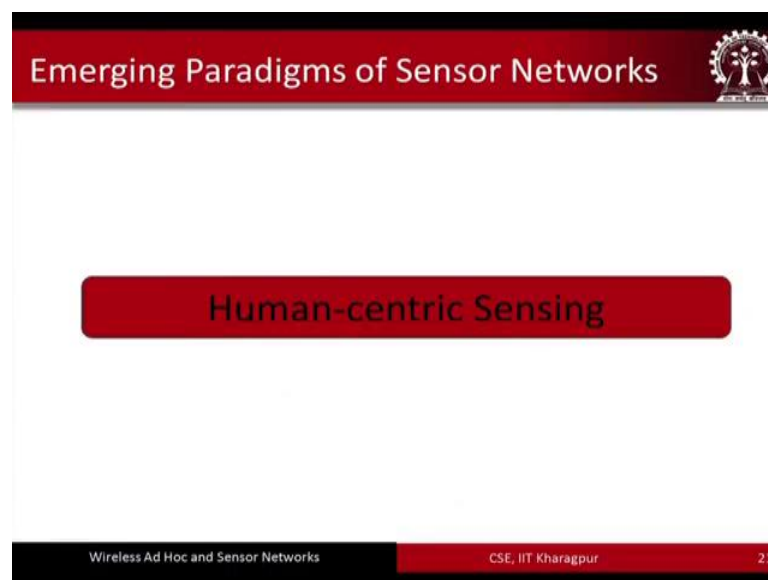 Emerging Paradigms of Sensor Networks
Human-centric Sensing
Wireless Ad Hoc and Sensor Networks
CSE, IIT Kharagpur